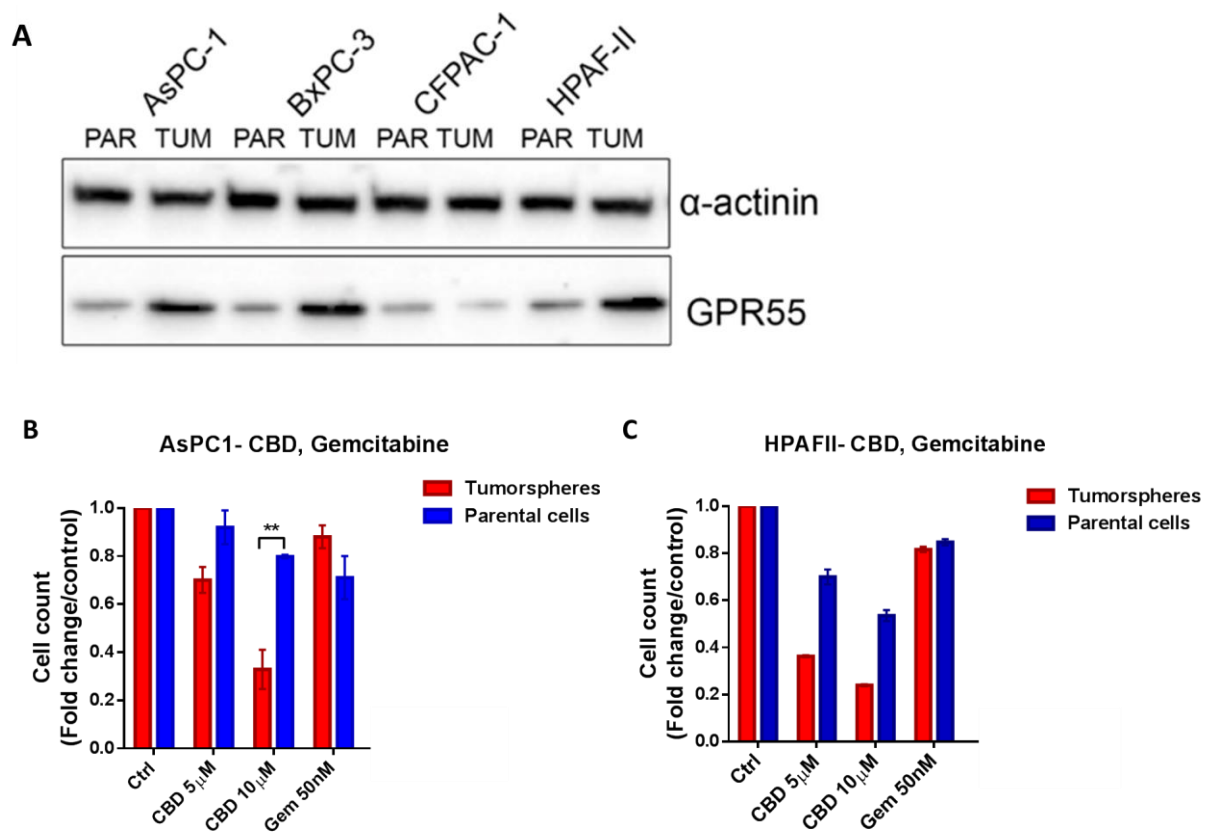 A
AsPC-1 BxPC-3 CFPAC-1 HPAF-II
PAR TUM PAR TUM PAR TUM PAR TUM
α-actinin
GPR55
B
AsPC1- CBD, Gemcitabine
Tumorspheres
Parental cells
Cell count
(Fold change/control)
1.0
0.8
0.6
0.4
0.2
0.0
**
Ctrl
CBD 5μM
CBD 10μM
Gem 50nM
C
HPAFII- CBD, Gemcitabine
Tumorspheres
Parental cells
Cell count
(Fold change/control)
1.0
0.8
0.6
0.4
0.2
0.0
Ctrl
CBD 5μM
CBD 10μM
Gem 50nM